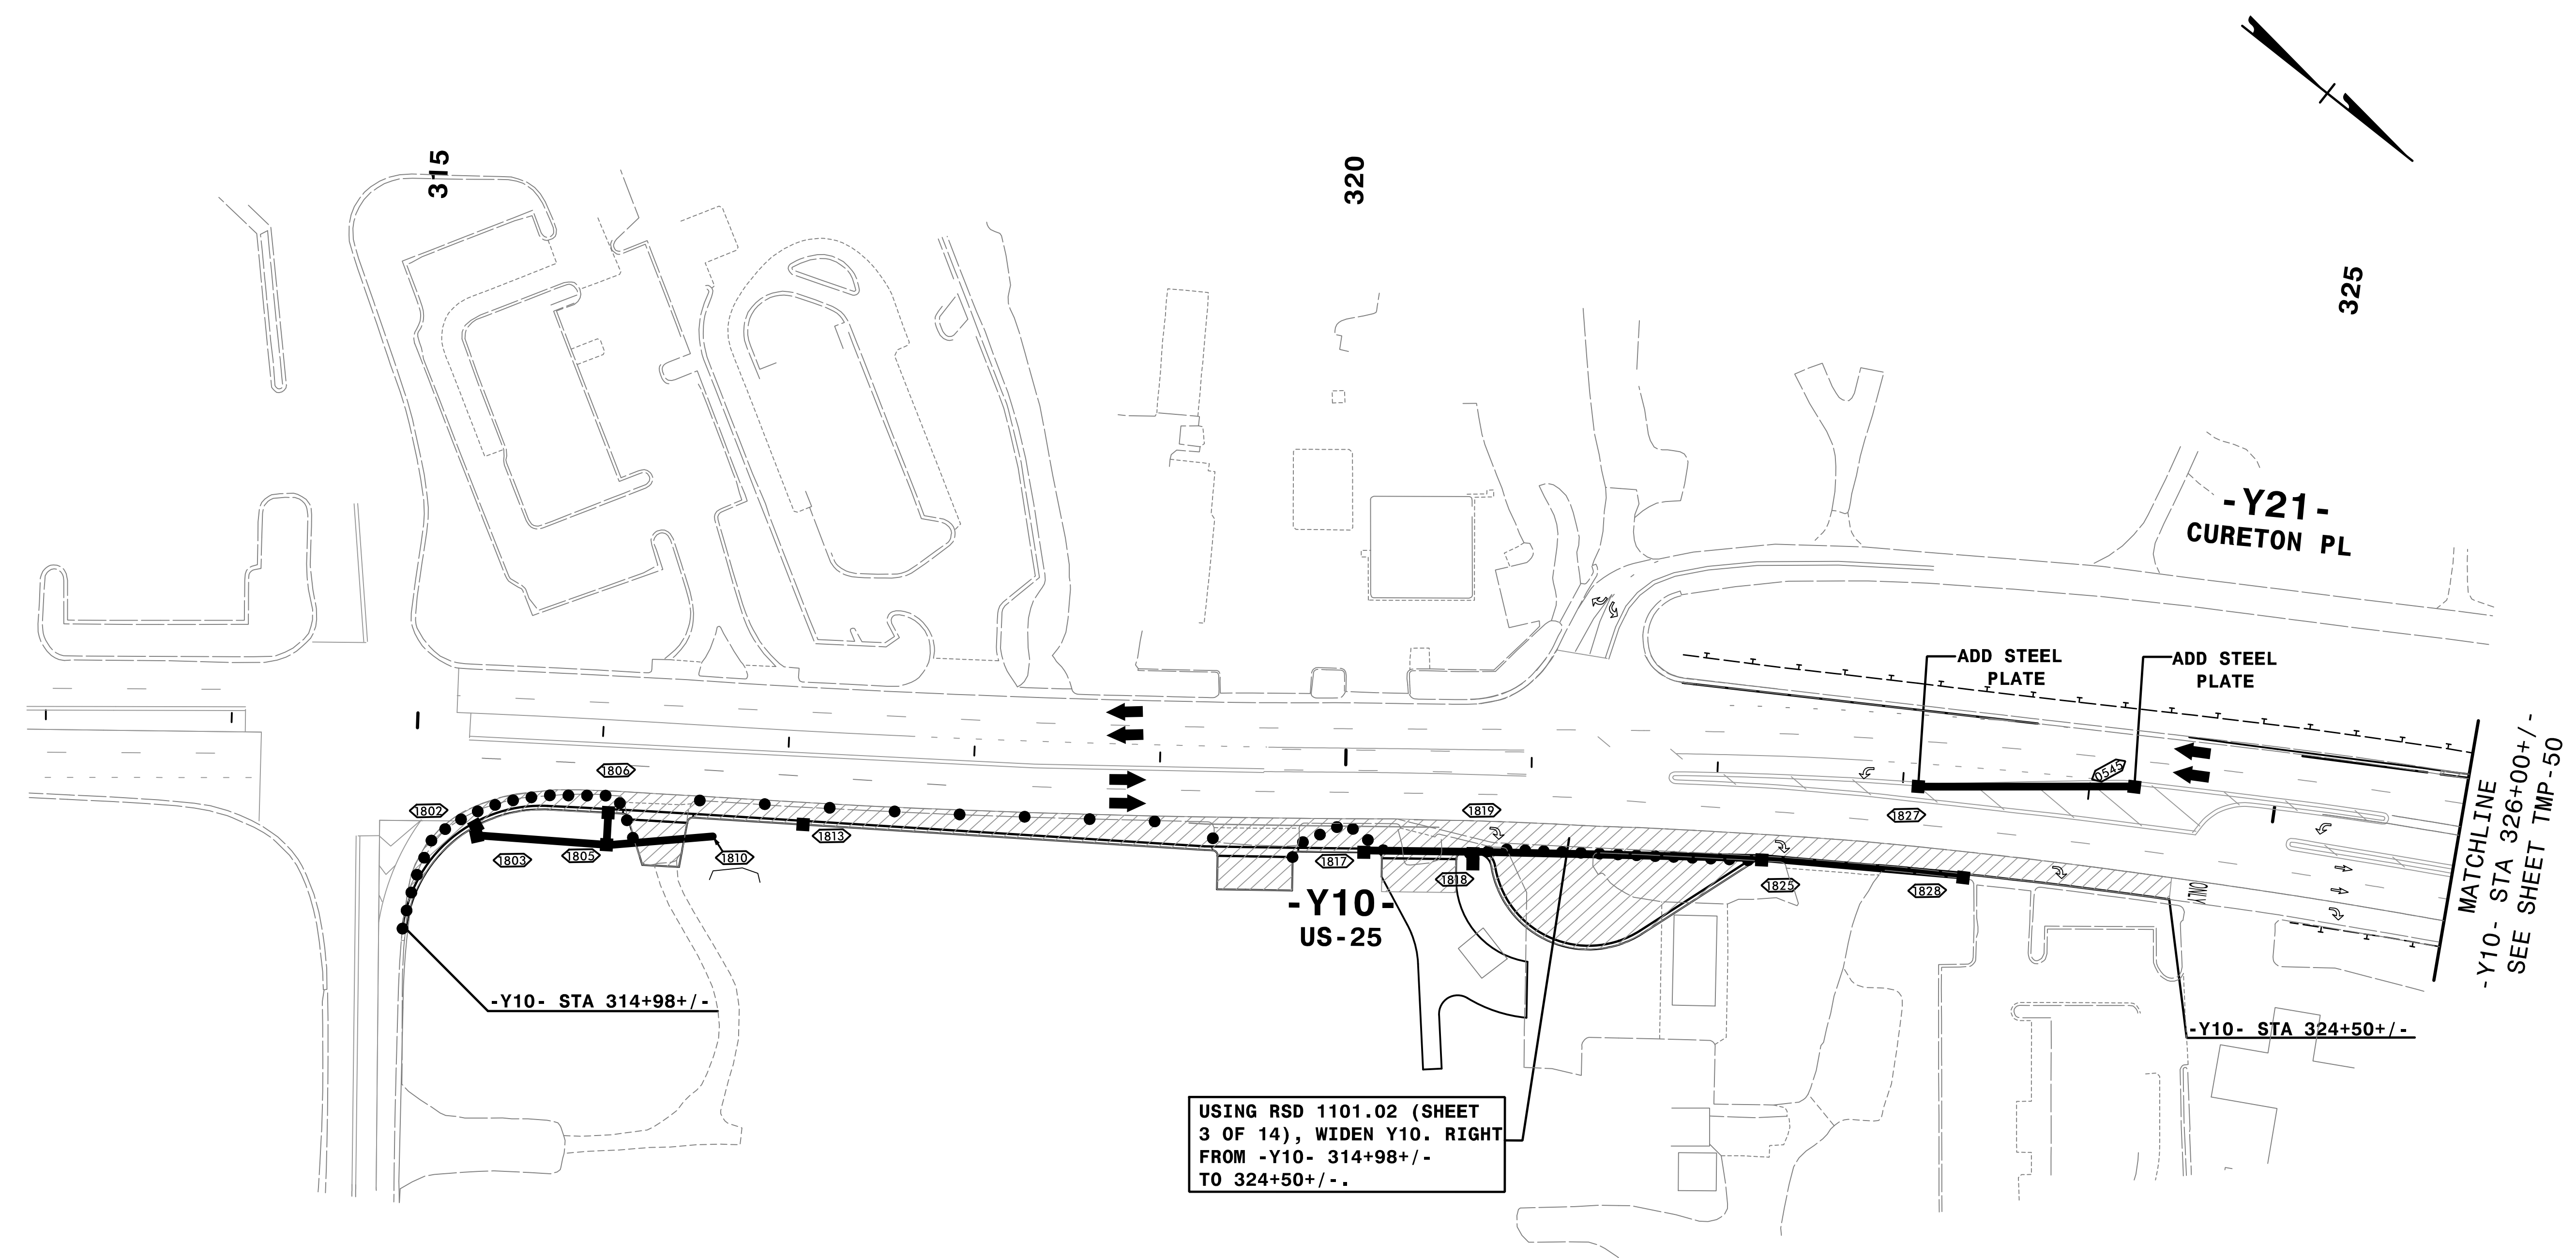 315
320
325
-Y21-
CURETON PL
ADD STEEL
PLATE
ADD STEEL
PLATE
0545
1827
MATCHLINE
-Y10- STA 326+00+/-
SEE SHEET TMP-50
1806
1802
1803
1805
1810
1813
1819
1817
1818
1825
1828
ONLY
-Y10-
US-25
-Y10- STA 314+98+/-
-Y10- STA 324+50+/-
USING RSD 1101.02 (SHEET
3 OF 14), WIDEN Y10. RIGHT
FROM -Y10- 314+98+/-
TO 324+50+/-.